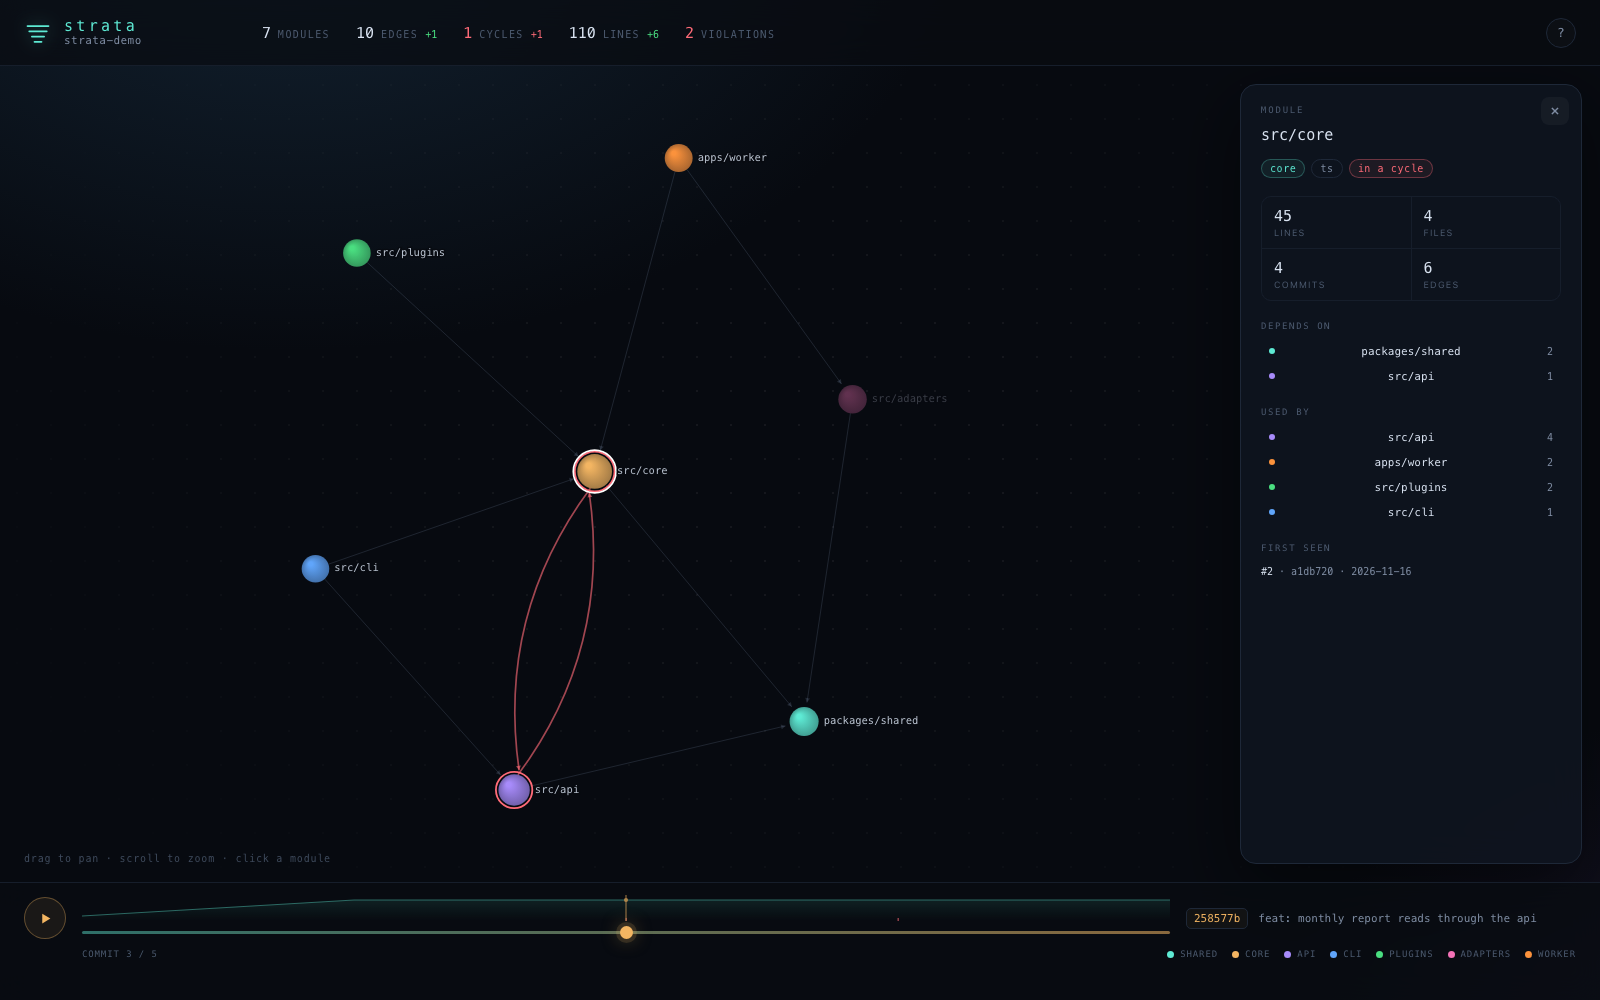 strata
strata-demo
7 MODULES 10 EDGES +1 1 CYCLES +1 110 LINES +6 2 VIOLATIONS
?
apps/worker
src/plugins
src/adapters
src/core
src/cli
packages/shared
src/api
drag to pan · scroll to zoom · click a module
MODULE
×
src/core
core ts in a cycle
45 4
LINES FILES
4 6
COMMITS EDGES
DEPENDS ON
packages/shared 2
src/api 1
USED BY
src/api 4
apps/worker 2
src/plugins 2
src/cli 1
FIRST SEEN
#2 · a1db720 · 2026-11-16
258577b feat: monthly report reads through the api
COMMIT 3 / 5
SHARED CORE API CLI PLUGINS ADAPTERS WORKER